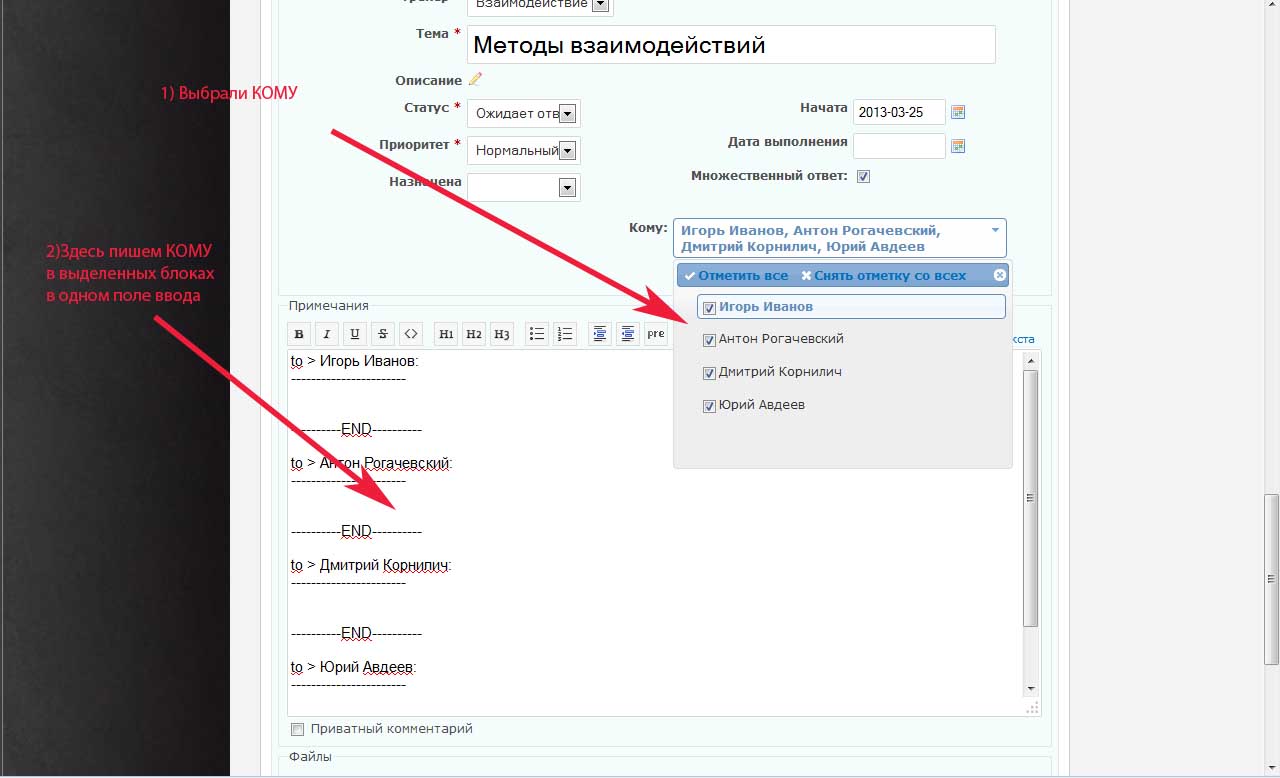 Взаимодействие
Тема *
Методы взаимодействий
Описание
1) Выбрали КОМУ
Статус *
Ожидает отв
Начата
2013-03-25
Приоритет *
Нормальный
Дата выполнения
Назначена
Множественный ответ:
Кому:
Игорь Иванов, Антон Рогачевский,
Дмитрий Корнилич, Юрий Авдеев
2)Здесь пишем КОМУ
в выделенных блоках
в одном поле ввода
Отметить все
Снять отметку со всех
Игорь Иванов
Антон Рогачевский
Дмитрий Корнилич
Юрий Авдеев
Примечания
B I U S <> H1 H2 H3 pre
кста
to > Игорь Иванов:
-----------------------
----------END----------
to > Антон Рогачевский:
-----------------------
----------END----------
to > Дмитрий Корнилич:
-----------------------
----------END----------
to > Юрий Авдеев:
-----------------------
Приватный комментарий
Файлы